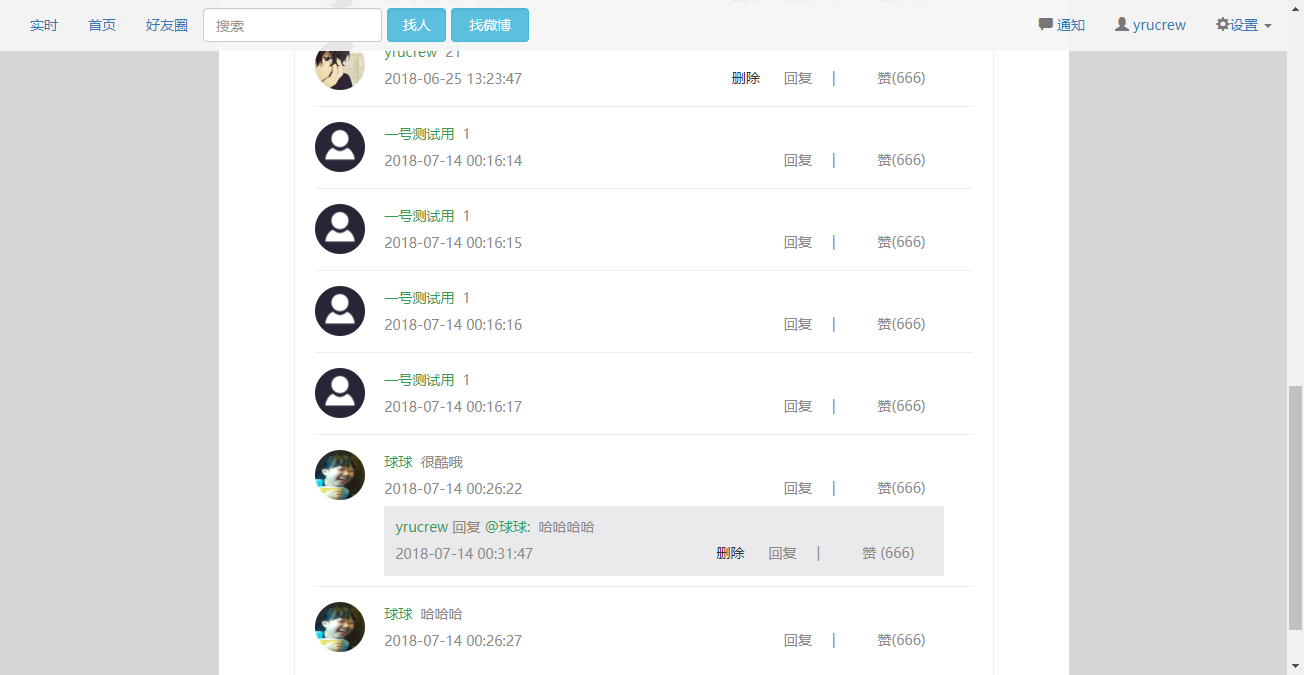 实时 首页 好友圈 搜索 找人 找微博 通知 yrucrew 设置
yrucrew 21
2018-06-25 13:23:47 删除 回复 | 赞(666)
一号测试用 1
2018-07-14 00:16:14 回复 | 赞(666)
一号测试用 1
2018-07-14 00:16:15 回复 | 赞(666)
一号测试用 1
2018-07-14 00:16:16 回复 | 赞(666)
一号测试用 1
2018-07-14 00:16:17 回复 | 赞(666)
球球 很酷哦
2018-07-14 00:26:22 回复 | 赞(666)
yrucrew 回复 @球球: 哈哈哈哈
2018-07-14 00:31:47 删除 回复 | 赞 (666)
球球 哈哈哈
2018-07-14 00:26:27 回复 | 赞(666)